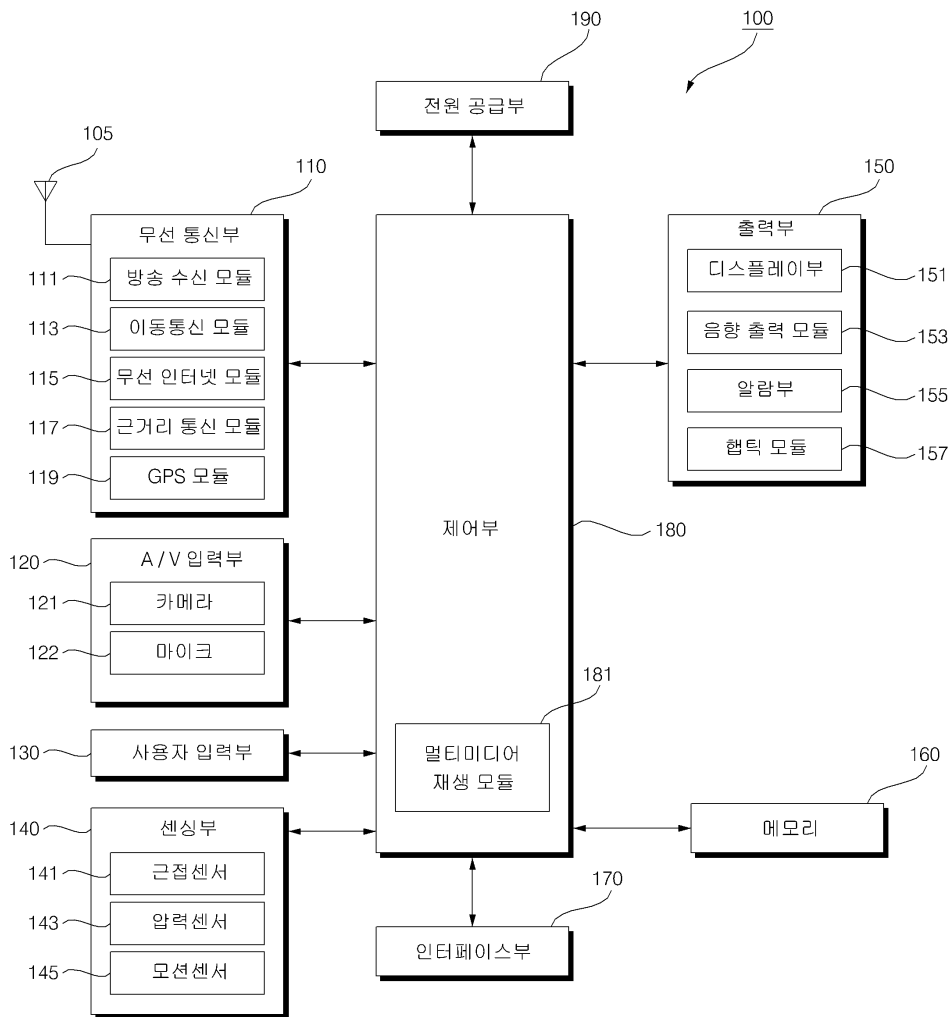 190
100
전원 공급부
105
110
무선 통신부
111
방송 수신 모듈
113
이동통신 모듈
115
무선 인터넷 모듈
117
근거리 통신 모듈
119
GPS 모듈
120
A / V 입력부
121
카메라
122
마이크
130
사용자 입력부
140
센싱부
141
근접센서
143
압력센서
145
모션센서
제어부
180
181
멀티미디어
재생 모듈
150
출력부
디스플레이부
151
음향 출력 모듈
153
알람부
155
햅틱 모듈
157
160
메모리
170
인터페이스부